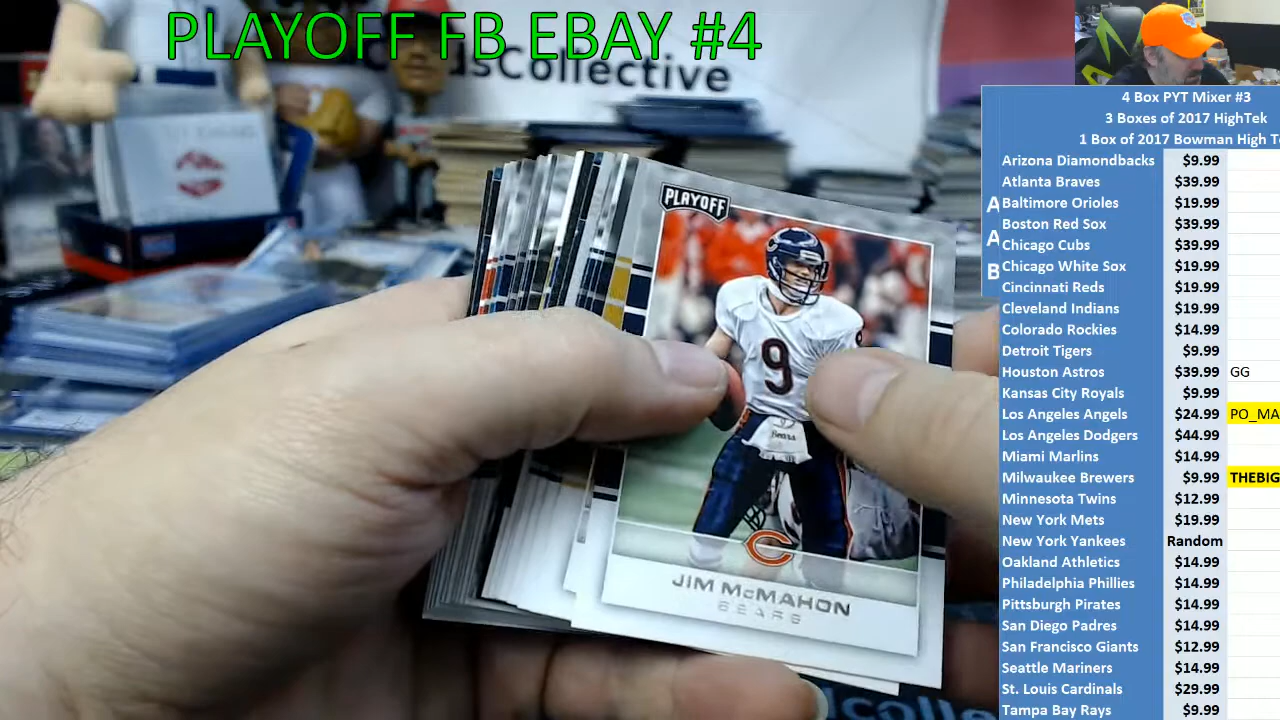 PLAYOFF FB EBAY #4
dsCollective
4 Box PYT Mixer #3
3 Boxes of 2017 HighTek
1 Box of 2017 Bowman High T
Arizona Diamondbacks $9.99
Atlanta Braves $39.99
Baltimore Orioles $19.99
A
Boston Red Sox $39.99
A
Chicago Cubs $39.99
B
Chicago White Sox $19.99
Cincinnati Reds $19.99
Cleveland Indians $19.99
Colorado Rockies $14.99
Detroit Tigers $9.99
Houston Astros $39.99 GG
Kansas City Royals $9.99
Los Angeles Angels $24.99 PO_MA
Los Angeles Dodgers $44.99
Miami Marlins $14.99
Milwaukee Brewers $9.99 THEBIG
Minnesota Twins $12.99
New York Mets $19.99
New York Yankees Random
Oakland Athletics $14.99
Philadelphia Phillies $14.99
Pittsburgh Pirates $14.99
San Diego Padres $14.99
San Francisco Giants $12.99
Seattle Mariners $14.99
St. Louis Cardinals $29.99
Tampa Bay Rays $9.99
PLAYOFF
9
Bears
C
JIM McMAHON
BEARS